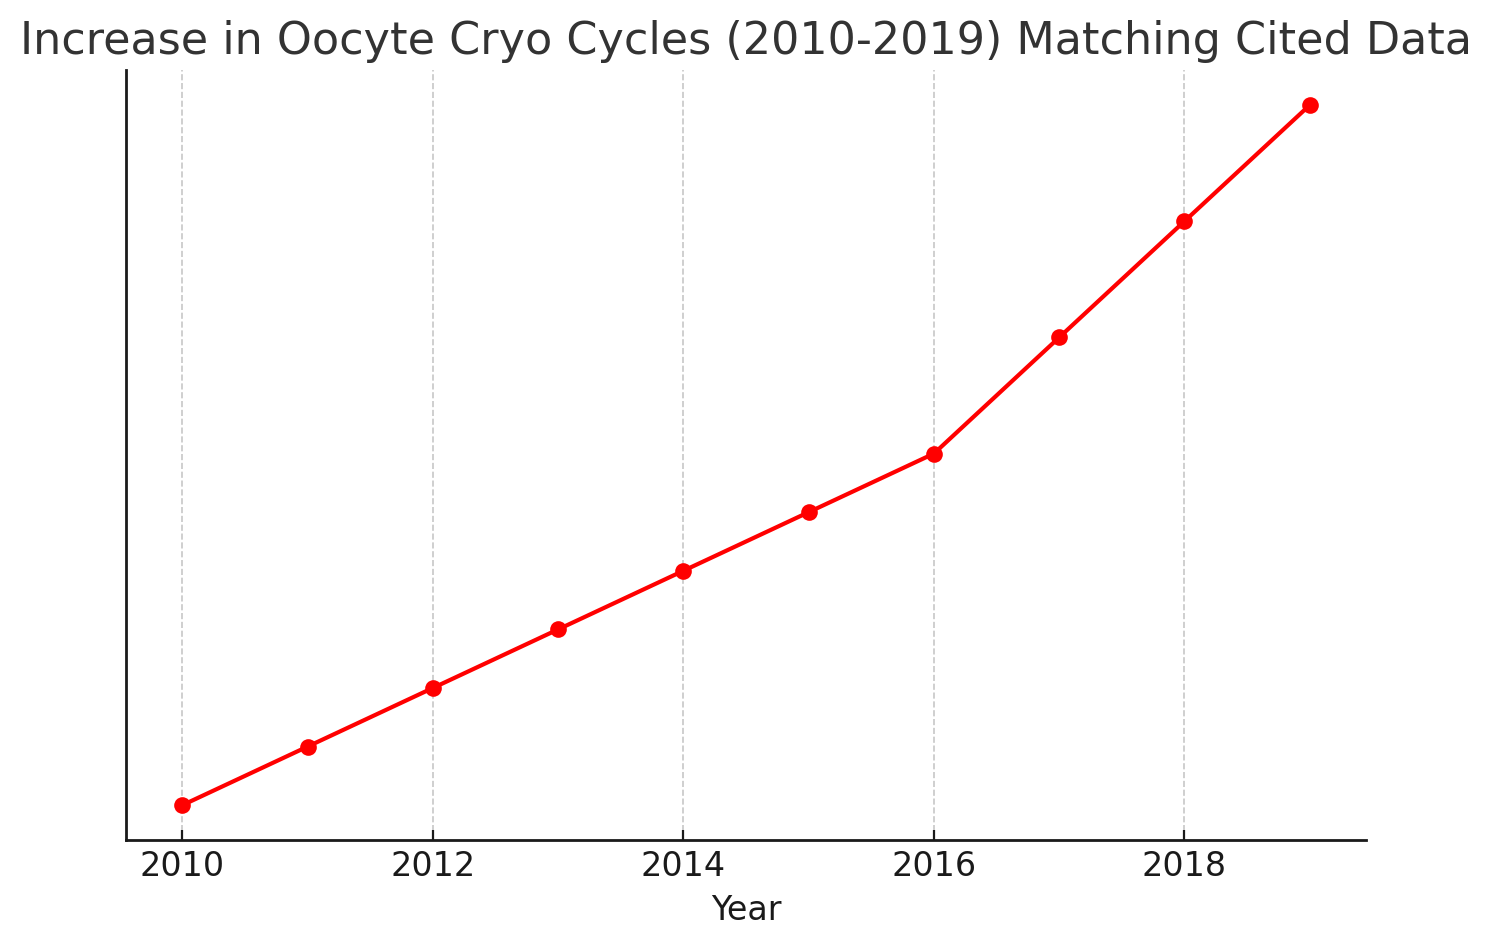 Increase in Oocyte Cryo Cycles (2010-2019) Matching Cited Data
2010 2012 2014 2016 2018
Year